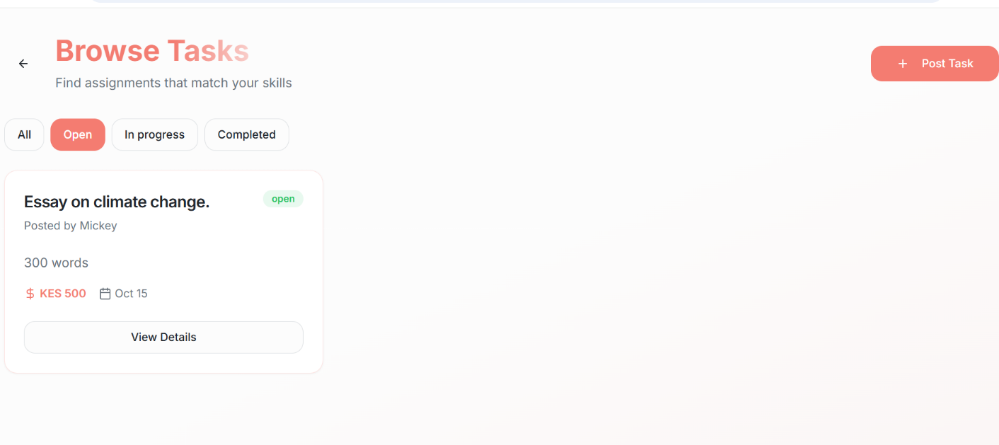 Browse Tasks
Find assignments that match your skills
+ Post Task
All
Open
In progress
Completed
Essay on climate change.
open
Posted by Mickey
300 words
$ KES 500
Oct 15
View Details